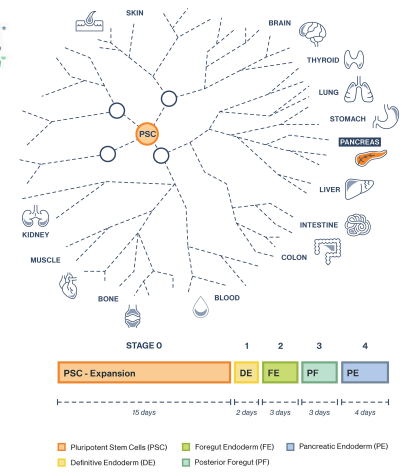 SKIN
BRAIN
THYROID
LUNG
STOMACH
PSC
PANCREAS
LIVER
KIDNEY
INTESTINE
MUSCLE
COLON
BONE
BLOOD
STAGE 0 1 2 3 4
PSC - Expansion DE FE PF PE
15 days 2 days 3 days 3 days 4 days
Pluripotent Stem Cells (PSC) Foregut Endoderm (FE) Pancreatic Endoderm (PE)
Definitive Endoderm (DE) Posterior Foregut (PF)